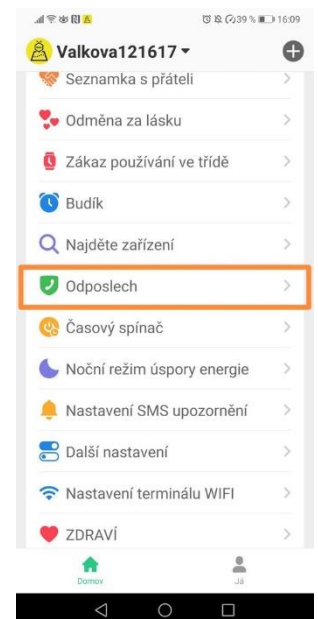 39 % 16:09
Valkova121617
Seznamka s přáteli
Odměna za lásku
Zákaz používání ve třídě
Budík
Najděte zařízení
Odposlech
Časový spínač
Noční režim úspory energie
Nastavení SMS upozornění
Další nastavení
Nastavení terminálu WIFI
ZDRAVÍ
Domov
Já